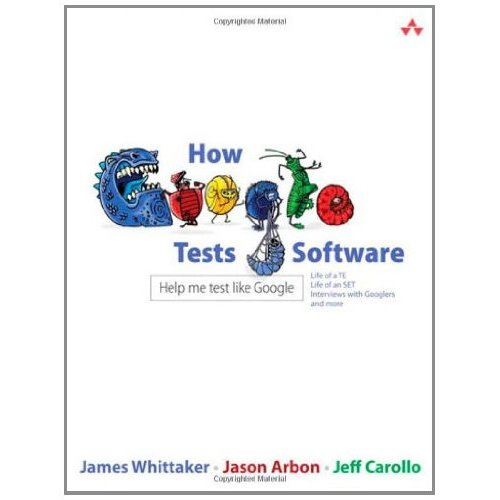 Copyrighted Material
How
Google
Tests Software
Help me test like Google
Life of a TE
Life of an SET
Interviews with Googlers
and more
James Whittaker • Jason Arbon • Jeff Carollo
Copyrighted Material